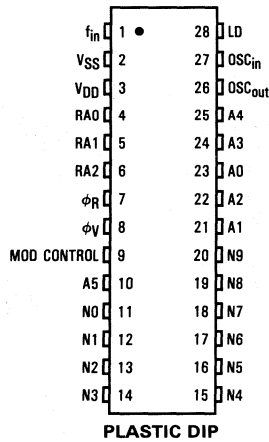 fin 1 28 LD
VSS 2 27 OSCin
VDD 3 26 OSCout
RA0 4 25 A4
RA1 5 24 A3
RA2 6 23 A0
ϕR 7 22 A2
ϕV 8 21 A1
MOD CONTROL 9 20 N9
A5 10 19 N8
N0 11 18 N7
N1 12 17 N6
N2 13 16 N5
N3 14 15 N4
PLASTIC DIP